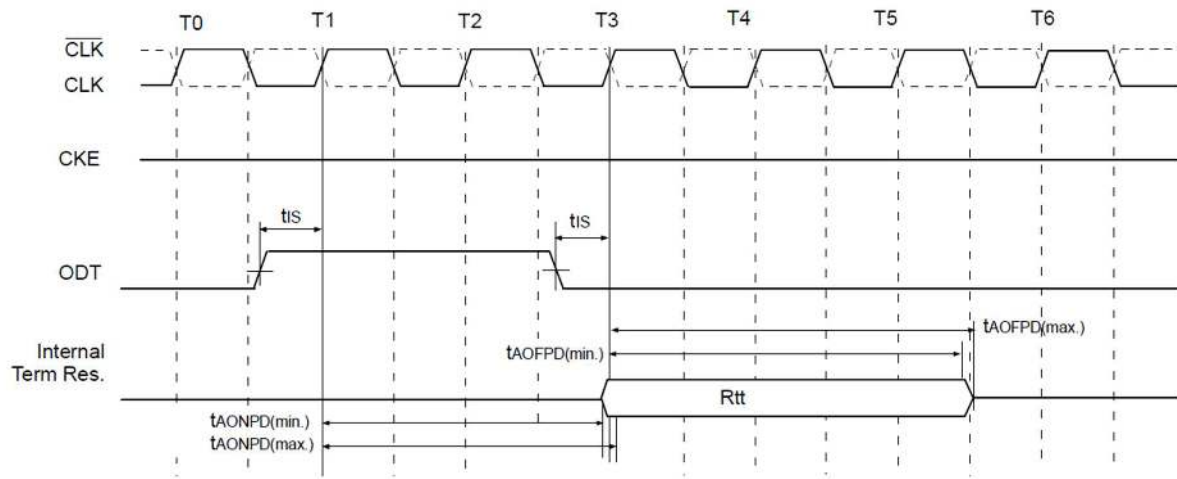 T0 T1 T2 T3 T4 T5 T6
CLK
CLK
CKE
tIS
tIS
ODT
tAOFPD(max.)
tAOFPD(min.)
Internal
Term Res.
Rtt
tAONPD(min.)
tAONPD(max.)